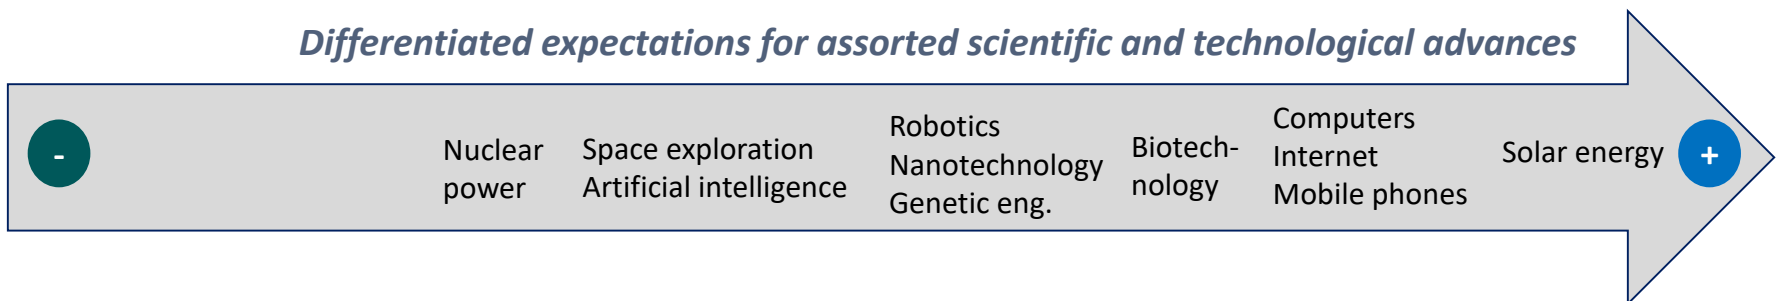 Differentiated expectations for assorted scientific and technological advances
-
Nuclear
power
Space exploration
Artificial intelligence
Robotics
Nanotechnology
Genetic eng.
Biotech-
nology
Computers
Internet
Mobile phones
Solar energy
+